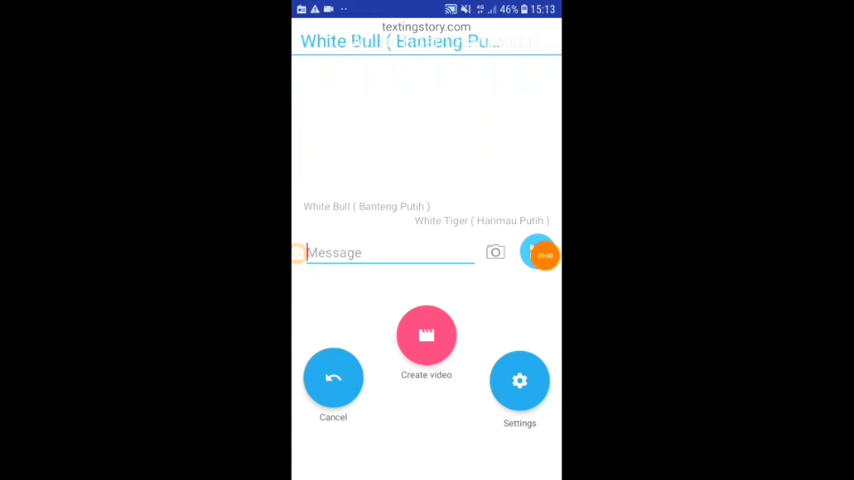 46% 15:13
textingstory.com
White Bull ( Banteng Pu...
White Bull ( Banteng Putih )
White Tiger ( Harimau Putih )
Message
Create video
Cancel
Settings